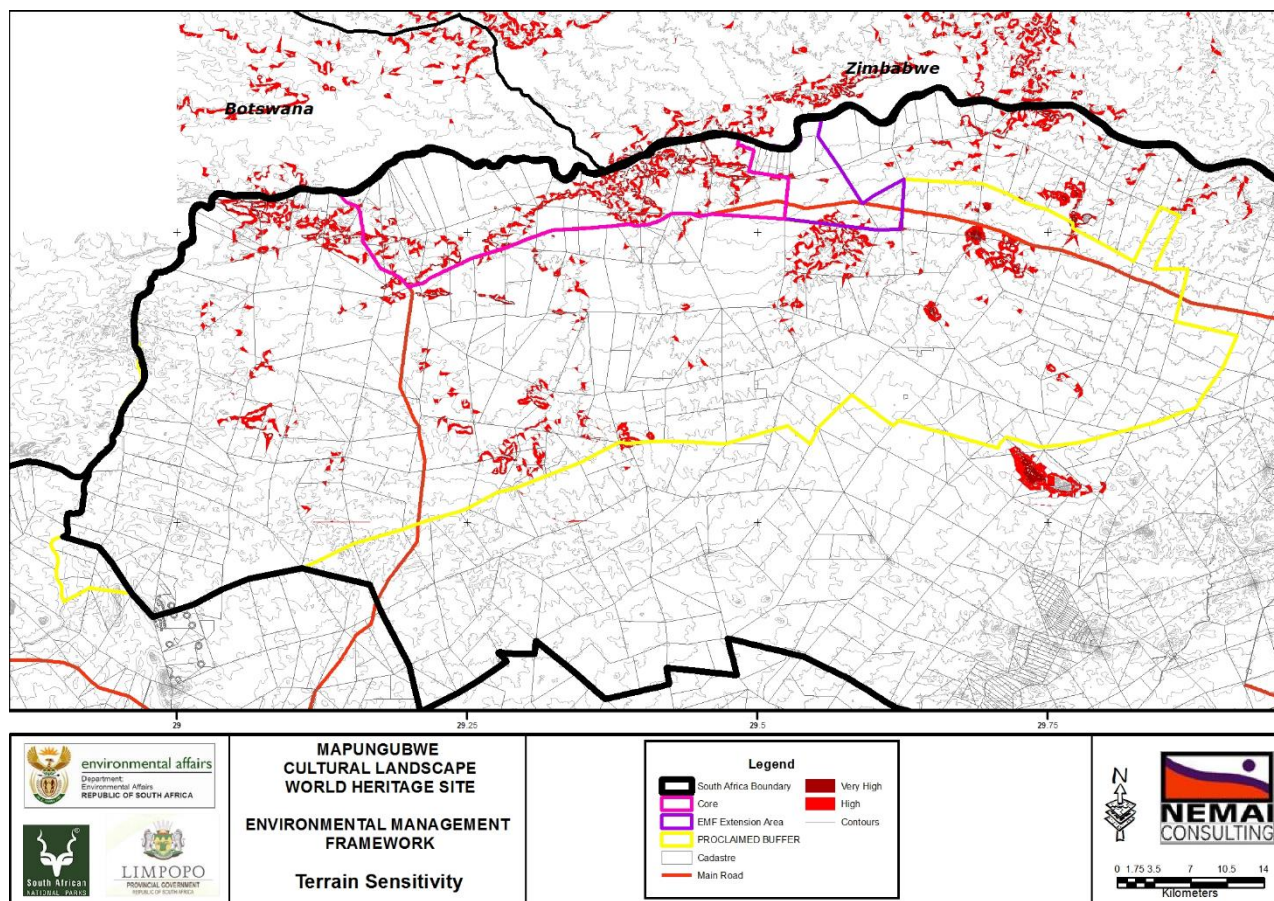 Zimbabwe
Botswana
29
29.25
29.5
29.75
environmental affairs
Department:
Environmental Affairs
REPUBLIC OF SOUTH AFRICA
South African
NATIONAL PARKS
LIMPOPO
PROVINCIAL GOVERNMENT
REPUBLIC OF SOUTH AFRICA
MAPUNGUBWE
CULTURAL LANDSCAPE
WORLD HERITAGE SITE
ENVIRONMENTAL MANAGEMENT
FRAMEWORK
Terrain Sensitivity
Legend
South Africa Boundary
Core
EMF Extension Area
PROCLAIMED BUFFER
Cadastre
Main Road
Very High
High
Contours
N
0 1.75 3.5 7 10.5 14
Kilometers
NEMAI
CONSULTING